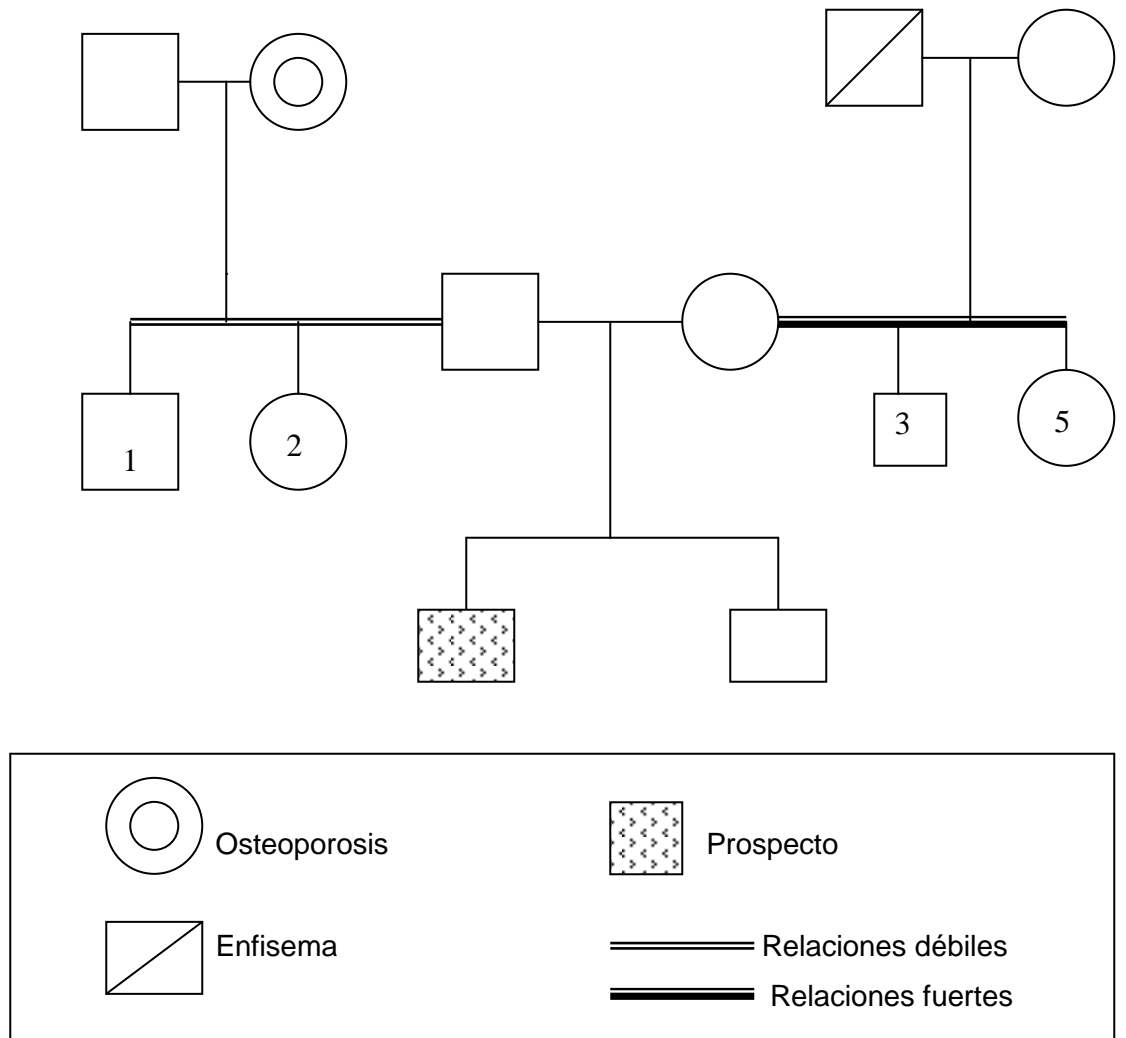 1
2
3
5
Osteoporosis
Prospecto
Enfisema
Relaciones débiles
Relaciones fuertes